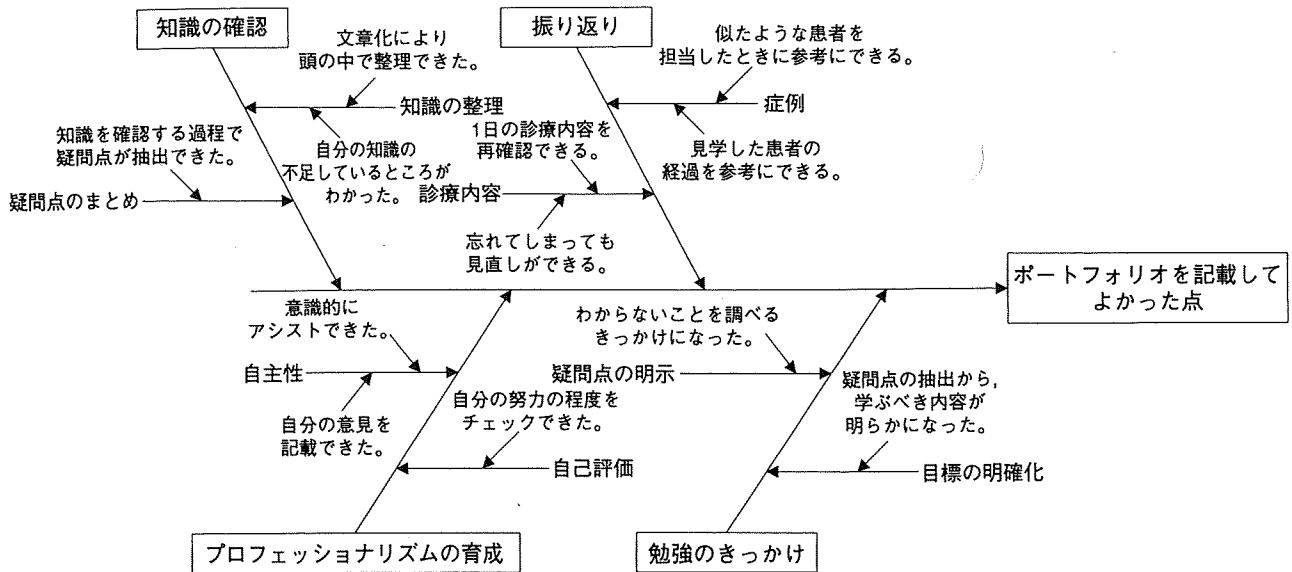 知識の確認
文章化により
頭の中で整理できた。
知識の整理
自分の知識の
不足しているところが
わかった。
知識を確認する過程で
疑問点が抽出できた。
疑問点のまとめ
振り返り
似たような患者を
担当したときに参考にできる。
症例
見学した患者の
経過を参考にできる。
1日の診療内容を
再確認できる。
診療内容
忘れてしまっても
見直しができる。
ポートフォリオを記載して
よかった点
意識的に
アシストできた。
自主性
自分の意見を
記載できた。
自分の努力の程度を
チェックできた。
自己評価
プロフェッショナリズムの育成
わからないことを調べる
きっかけになった。
疑問点の明示
疑問点の抽出から,
学ぶべき内容が
明らかになった。
目標の明確化
勉強のきっかけ